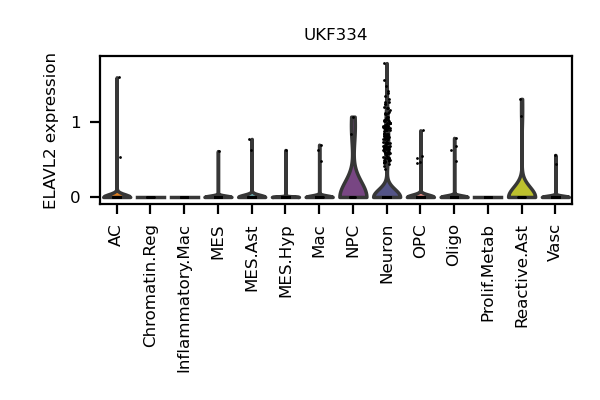 UKF334
ELAVL2 expression
1
0
AC
Chromatin.Reg
Inflammatory.Mac
MES
MES.Ast
MES.Hyp
Mac
NPC
Neuron
OPC
Oligo
Prolif.Metab
Reactive.Ast
Vasc